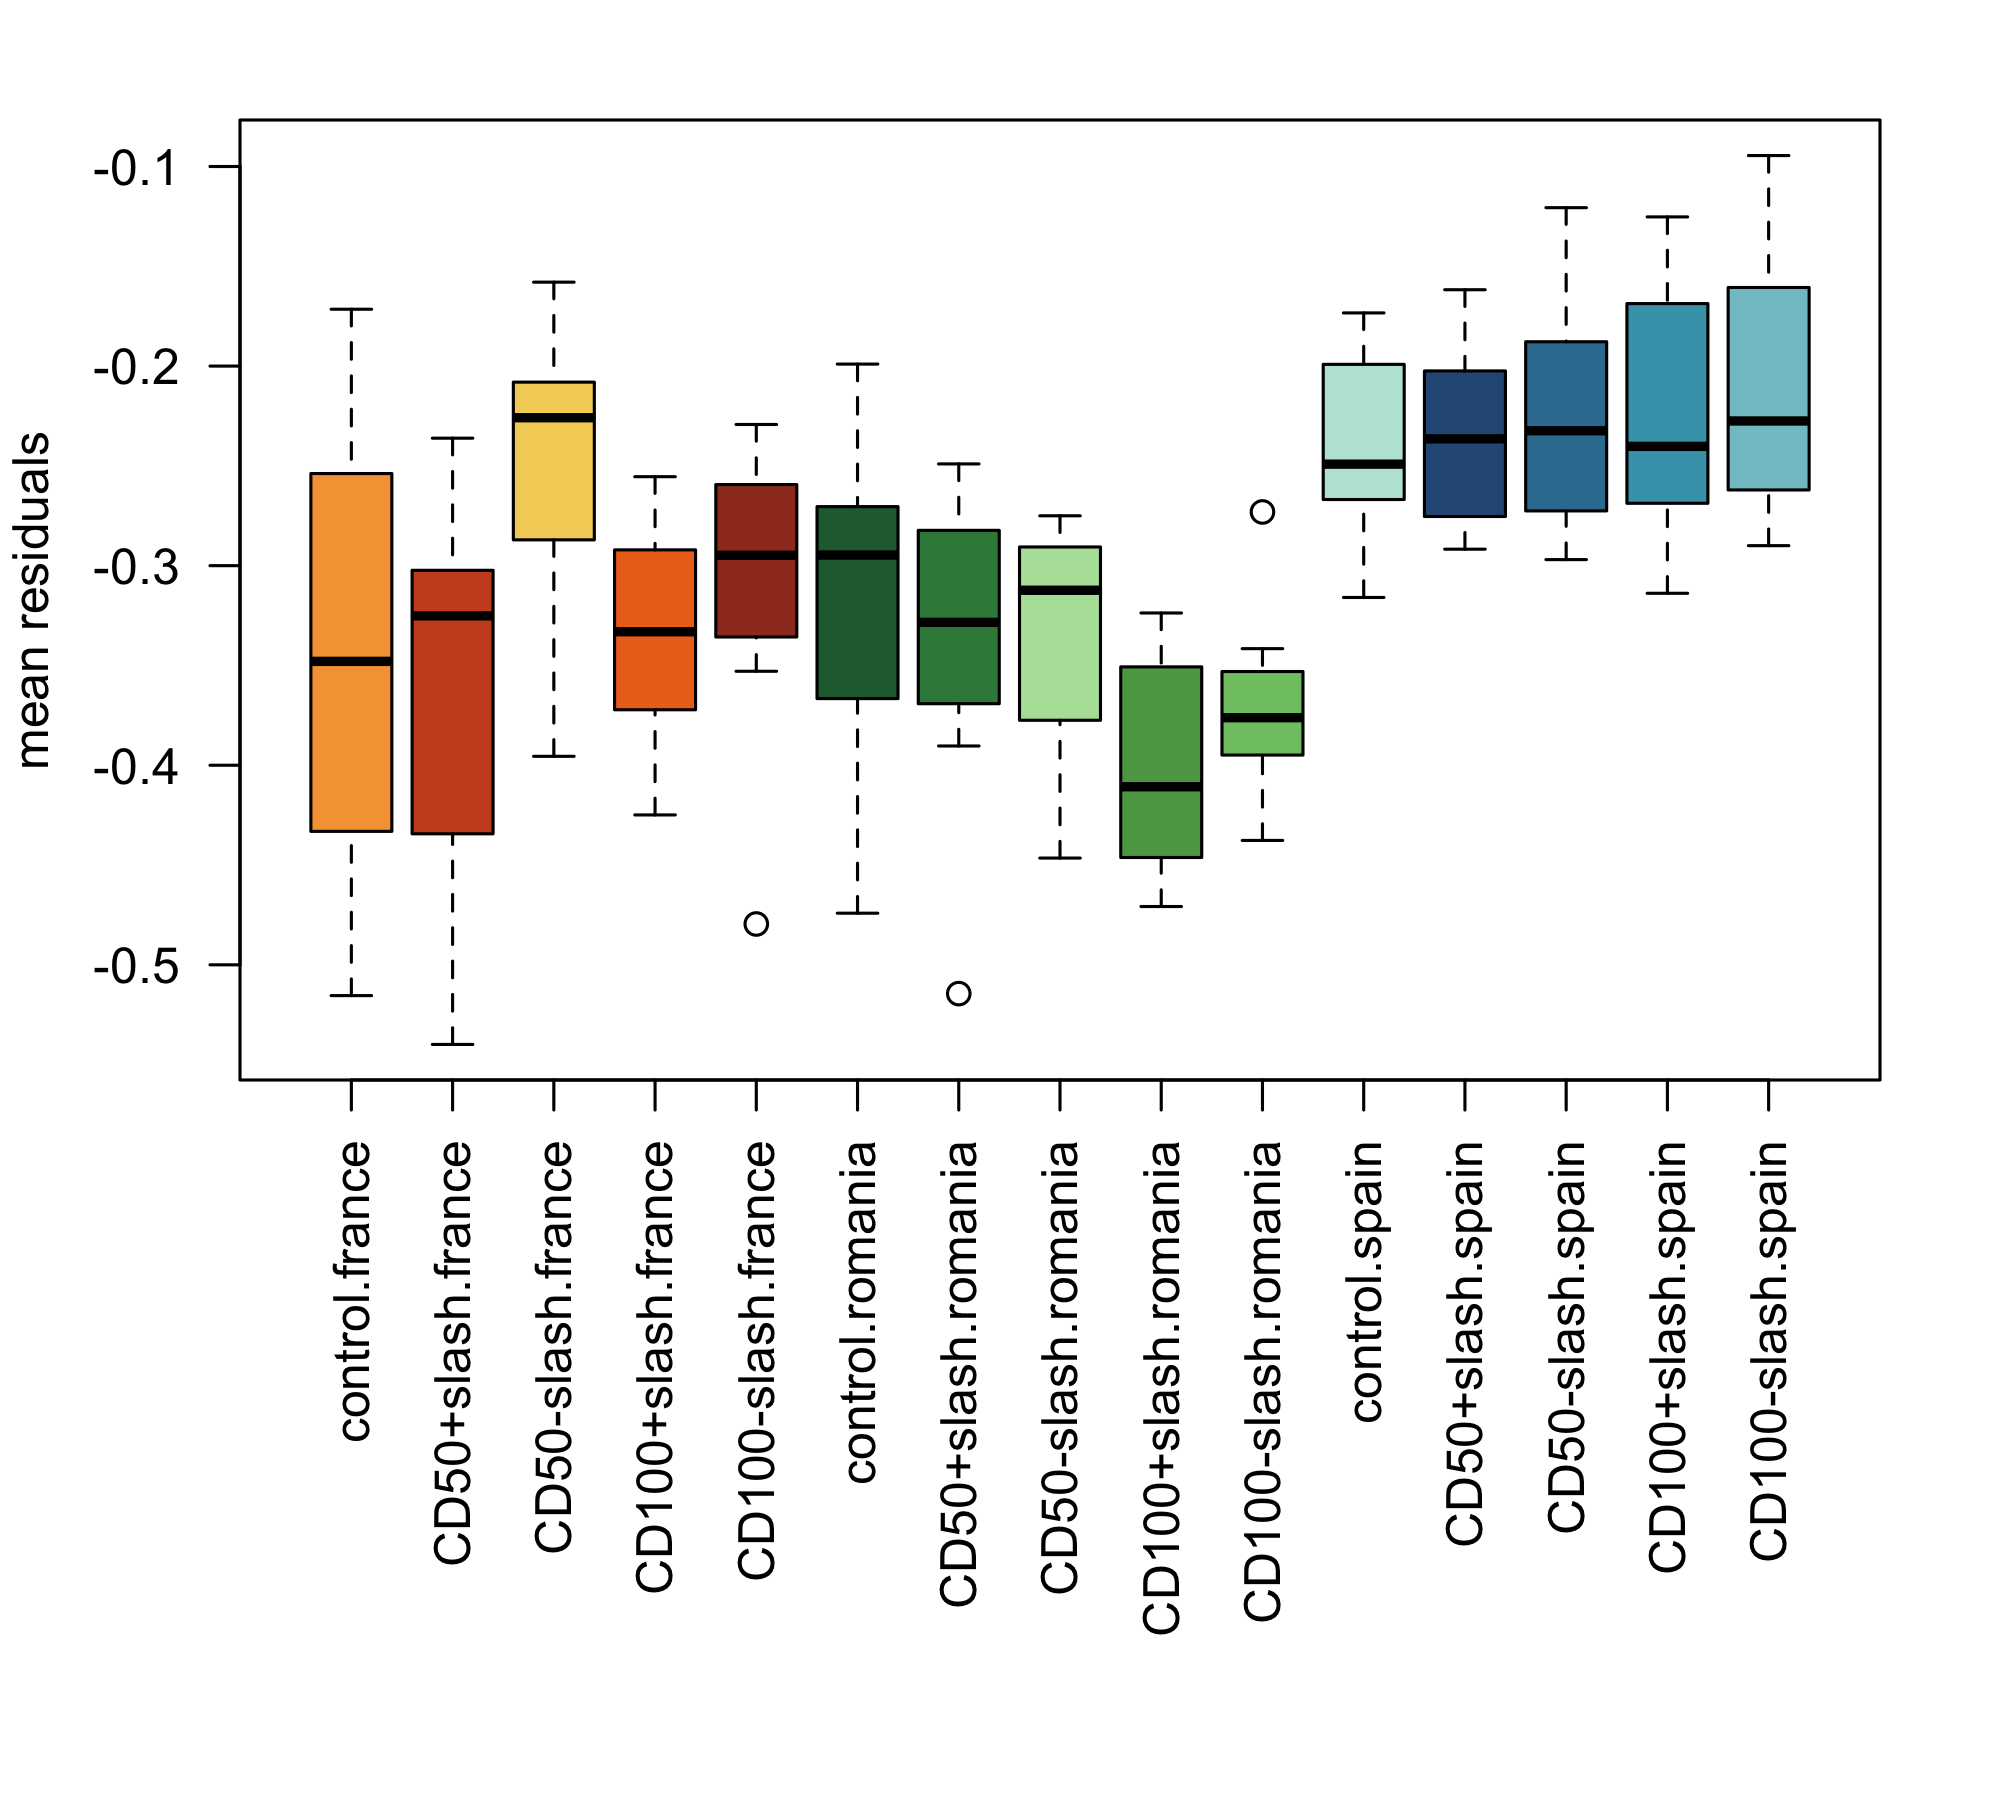 mean residuals
-0.1
-0.2
-0.3
-0.4
-0.5
control.france
CD50+slash.france
CD50-slash.france
CD100+slash.france
CD100-slash.france
control.romania
CD50+slash.romania
CD50-slash.romania
CD100+slash.romania
CD100-slash.romania
control.spain
CD50+slash.spain
CD50-slash.spain
CD100+slash.spain
CD100-slash.spain